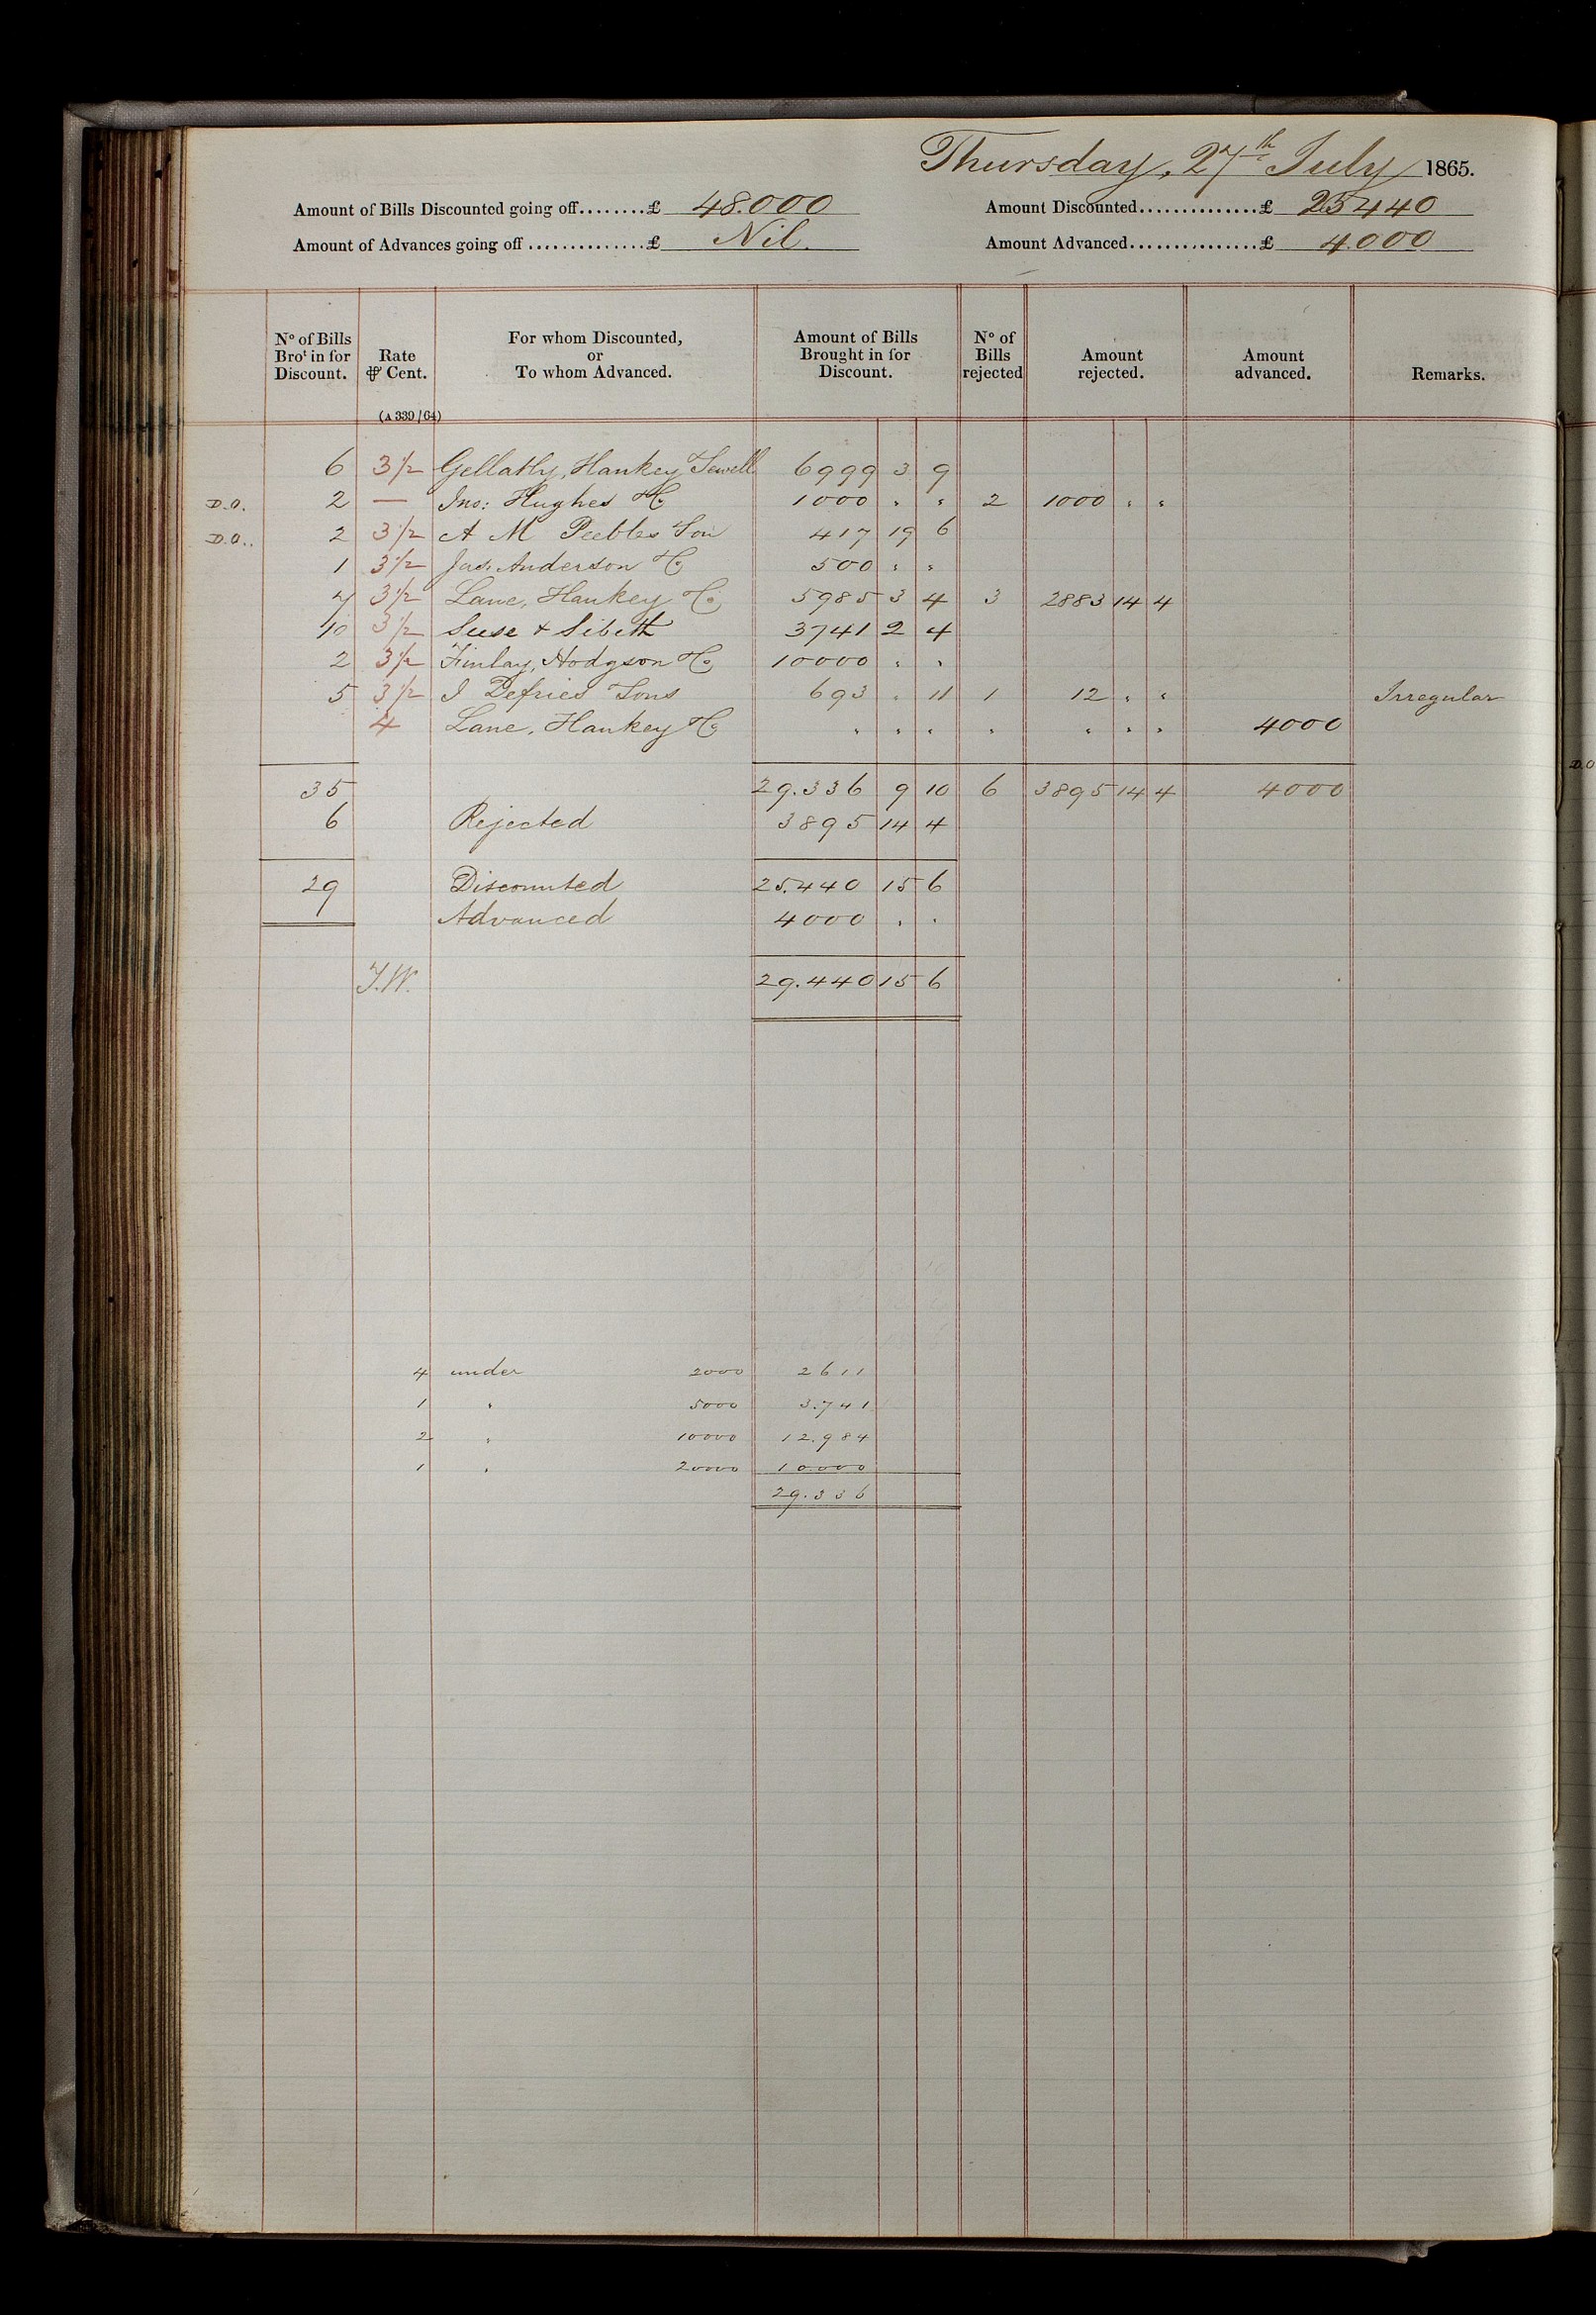 Thursday, 27th July 1865.
Amount of Bills Discounted going off........£ 48.000 Amount Discounted..............£ 25440
Amount of Advances going off..............£ Nil. Amount Advanced...............£ 4.000
No of Bills Brot in for Discount. Rate ⅌ Cent. For whom Discounted, or To whom Advanced. Amount of Bills Brought in for Discount. No of Bills rejected Amount rejected. Amount advanced. Remarks.
(A 339/64)
6 3½ Gellatly, Hankey & Sewell 6999 3 9
D.O. 2 — Jno: Hughes & Co 1000 " " 2 1000 " "
D.O. 2 3½ A M Peebles & Son 417 19 6
1 3½ Jas. Anderson & Co 500 " "
7 3½ Lane, Hankey & Co 5985 3 4 3 2883 14 4
10 3½ Suse & Sibeth 3741 2 4
2 3½ Finlay, Hodgson & Co 10000 " "
5 3½ J Defries & Sons 693 " 11 1 12 " " Irregular
4 Lane, Hankey & Co " " " " " " " 4000
35 29.336 9 10 6 3895 14 4 4000
6 Rejected 3895 14 4
29 Discounted 25.440 15 6
Advanced 4000 " "
29.440 15 6
4 under 2000 2611
1 " 5000 3.741
2 " 10000 12.984
1 " 20000 10000
29.336
D.O